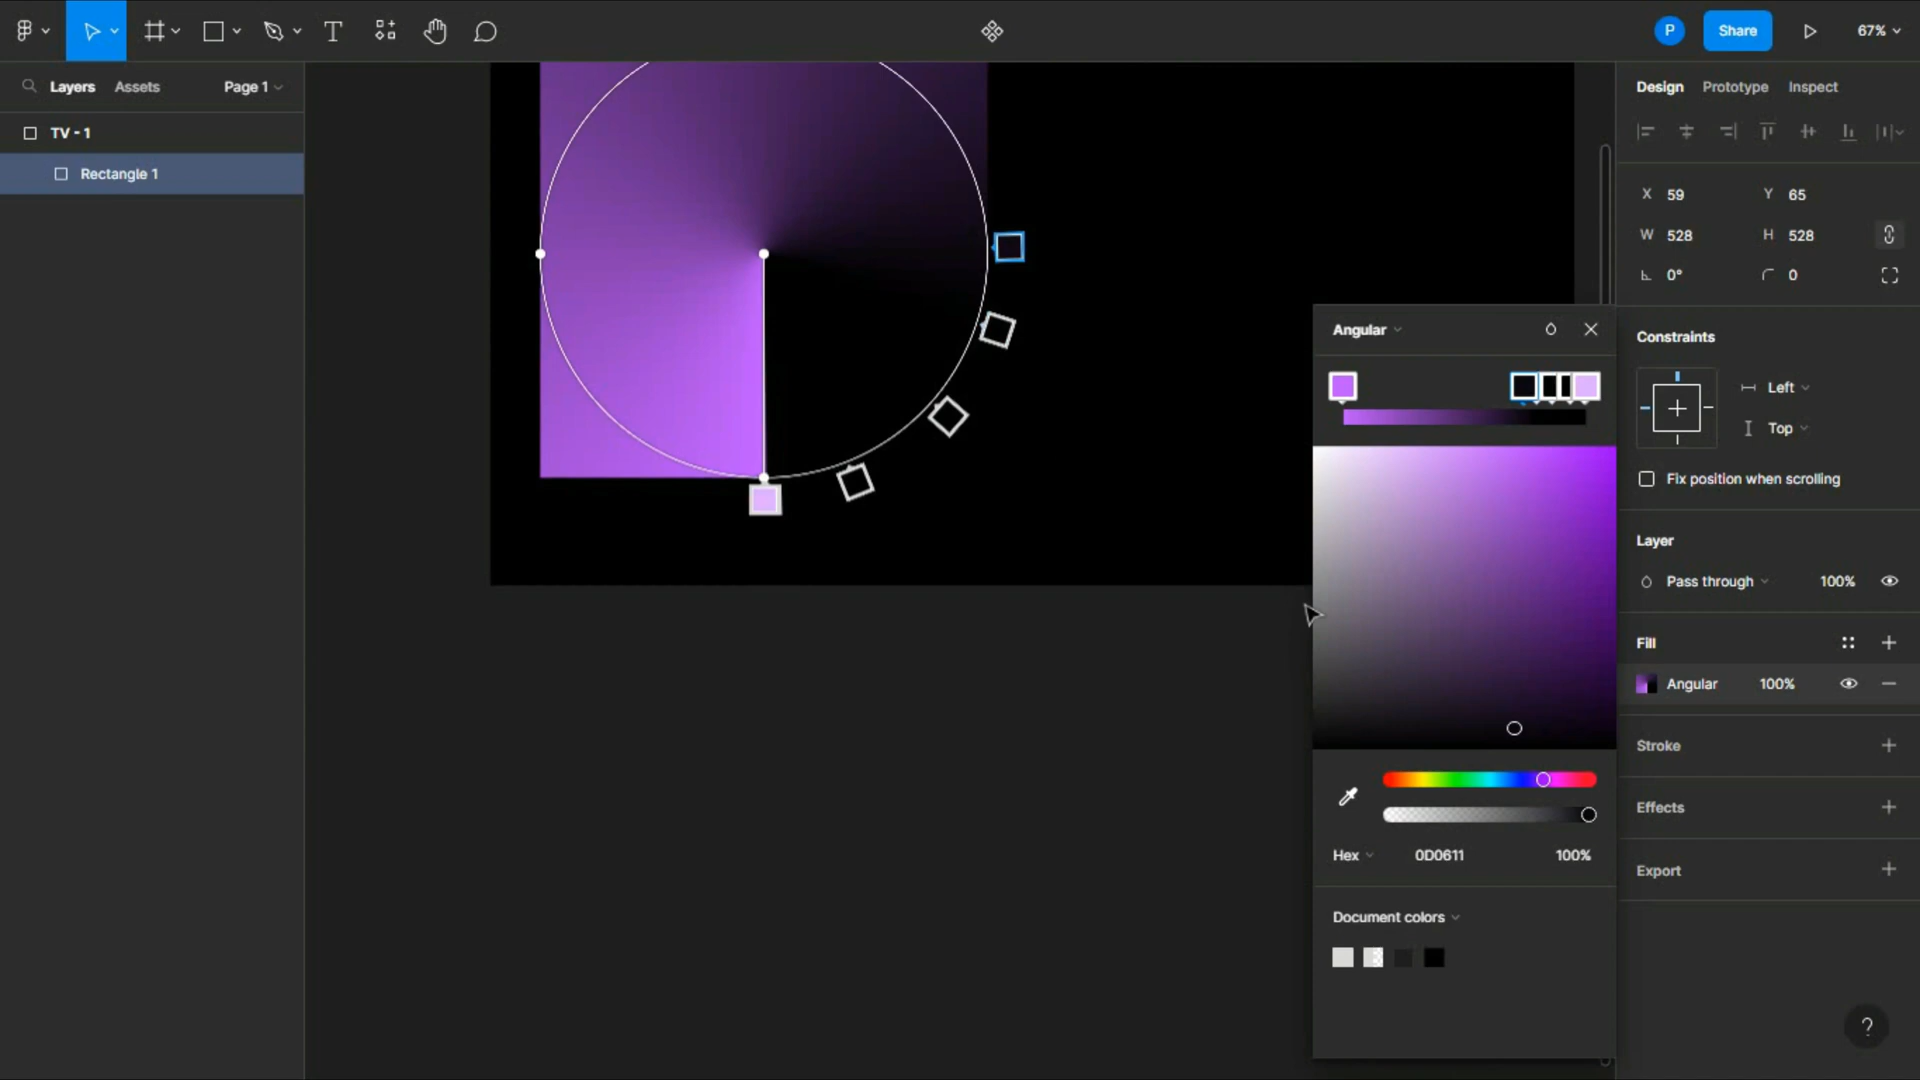 P
Share
67%
Layers
Assets
Page 1
Design
Prototype
Inspect
TV - 1
Rectangle 1
X 59
Y 65
W 528
H 528
0°
0
Angular
Constraints
Left
Top
Fix position when scrolling
Layer
Pass through
100%
Fill
Angular
100%
Stroke
Effects
Hex
0D0611
100%
Export
Document colors
?